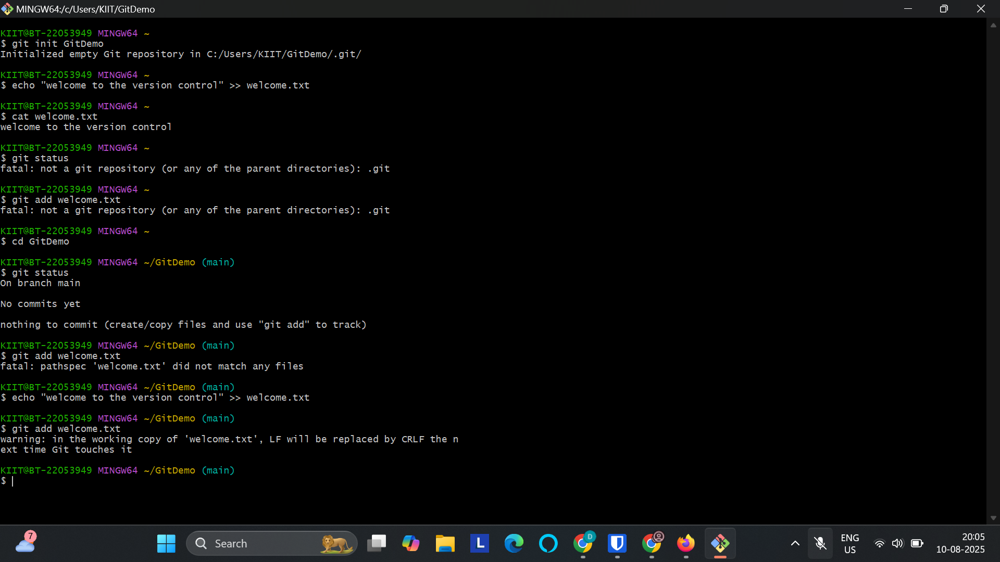 MINGW64:/c/Users/KIIT/GitDemo
KIIT@BT-22053949 MINGW64 ~
$ git init GitDemo
Initialized empty Git repository in C:/Users/KIIT/GitDemo/.git/
KIIT@BT-22053949 MINGW64 ~
$ echo "welcome to the version control" >> welcome.txt
KIIT@BT-22053949 MINGW64 ~
$ cat welcome.txt
welcome to the version control
KIIT@BT-22053949 MINGW64 ~
$ git status
fatal: not a git repository (or any of the parent directories): .git
KIIT@BT-22053949 MINGW64 ~
$ git add welcome.txt
fatal: not a git repository (or any of the parent directories): .git
KIIT@BT-22053949 MINGW64 ~
$ cd GitDemo
KIIT@BT-22053949 MINGW64 ~/GitDemo (main)
$ git status
On branch main
No commits yet
nothing to commit (create/copy files and use "git add" to track)
KIIT@BT-22053949 MINGW64 ~/GitDemo (main)
$ git add welcome.txt
fatal: pathspec 'welcome.txt' did not match any files
KIIT@BT-22053949 MINGW64 ~/GitDemo (main)
$ echo "welcome to the version control" >> welcome.txt
KIIT@BT-22053949 MINGW64 ~/GitDemo (main)
$ git add welcome.txt
warning: in the working copy of 'welcome.txt', LF will be replaced by CRLF the n
ext time Git touches it
KIIT@BT-22053949 MINGW64 ~/GitDemo (main)
$
7
Search
L
D
ENG
US
20:05
10-08-2025